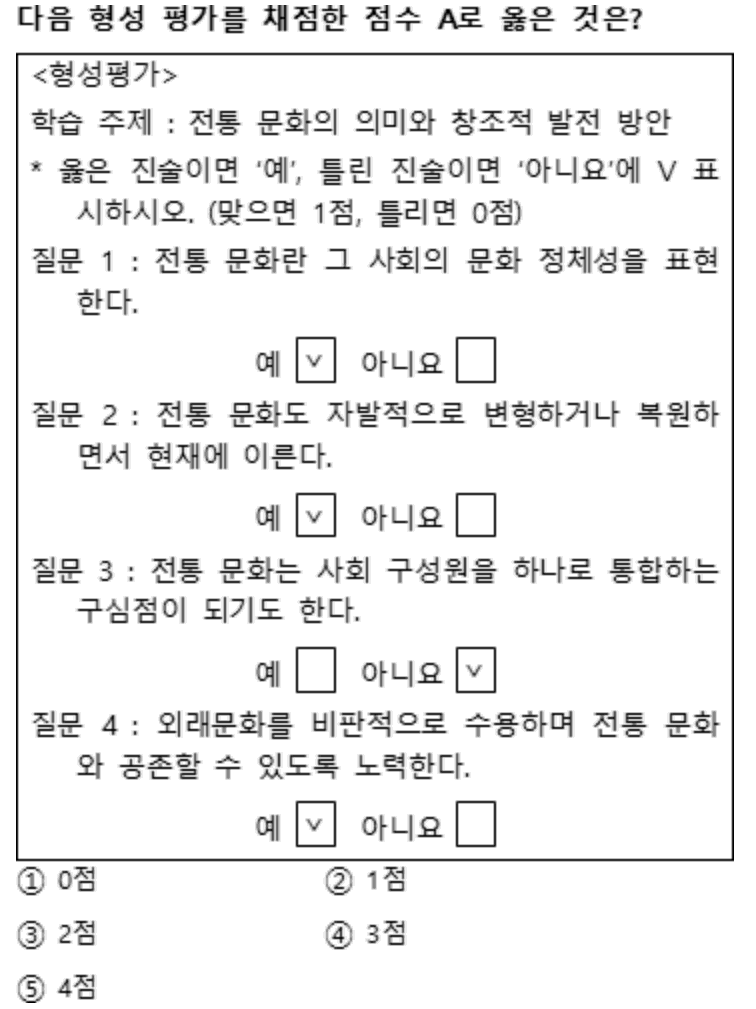 다음 형성 평가를 채점한 점수 A로 옳은 것은?
<형성평가>
학습 주제 : 전통 문화의 의미와 창조적 발전 방안
* 옳은 진술이면 ‘예’, 틀린 진술이면 ‘아니요’에 V 표
시하시오. (맞으면 1점, 틀리면 0점)
질문 1 : 전통 문화란 그 사회의 문화 정체성을 표현
한다.
예 V 아니요
질문 2 : 전통 문화도 자발적으로 변형하거나 복원하
면서 현재에 이른다.
예 V 아니요
질문 3 : 전통 문화는 사회 구성원을 하나로 통합하는
구심점이 되기도 한다.
예 아니요 V
질문 4 : 외래문화를 비판적으로 수용하며 전통 문화
와 공존할 수 있도록 노력한다.
예 V 아니요
① 0점 ② 1점
③ 2점 ④ 3점
⑤ 4점